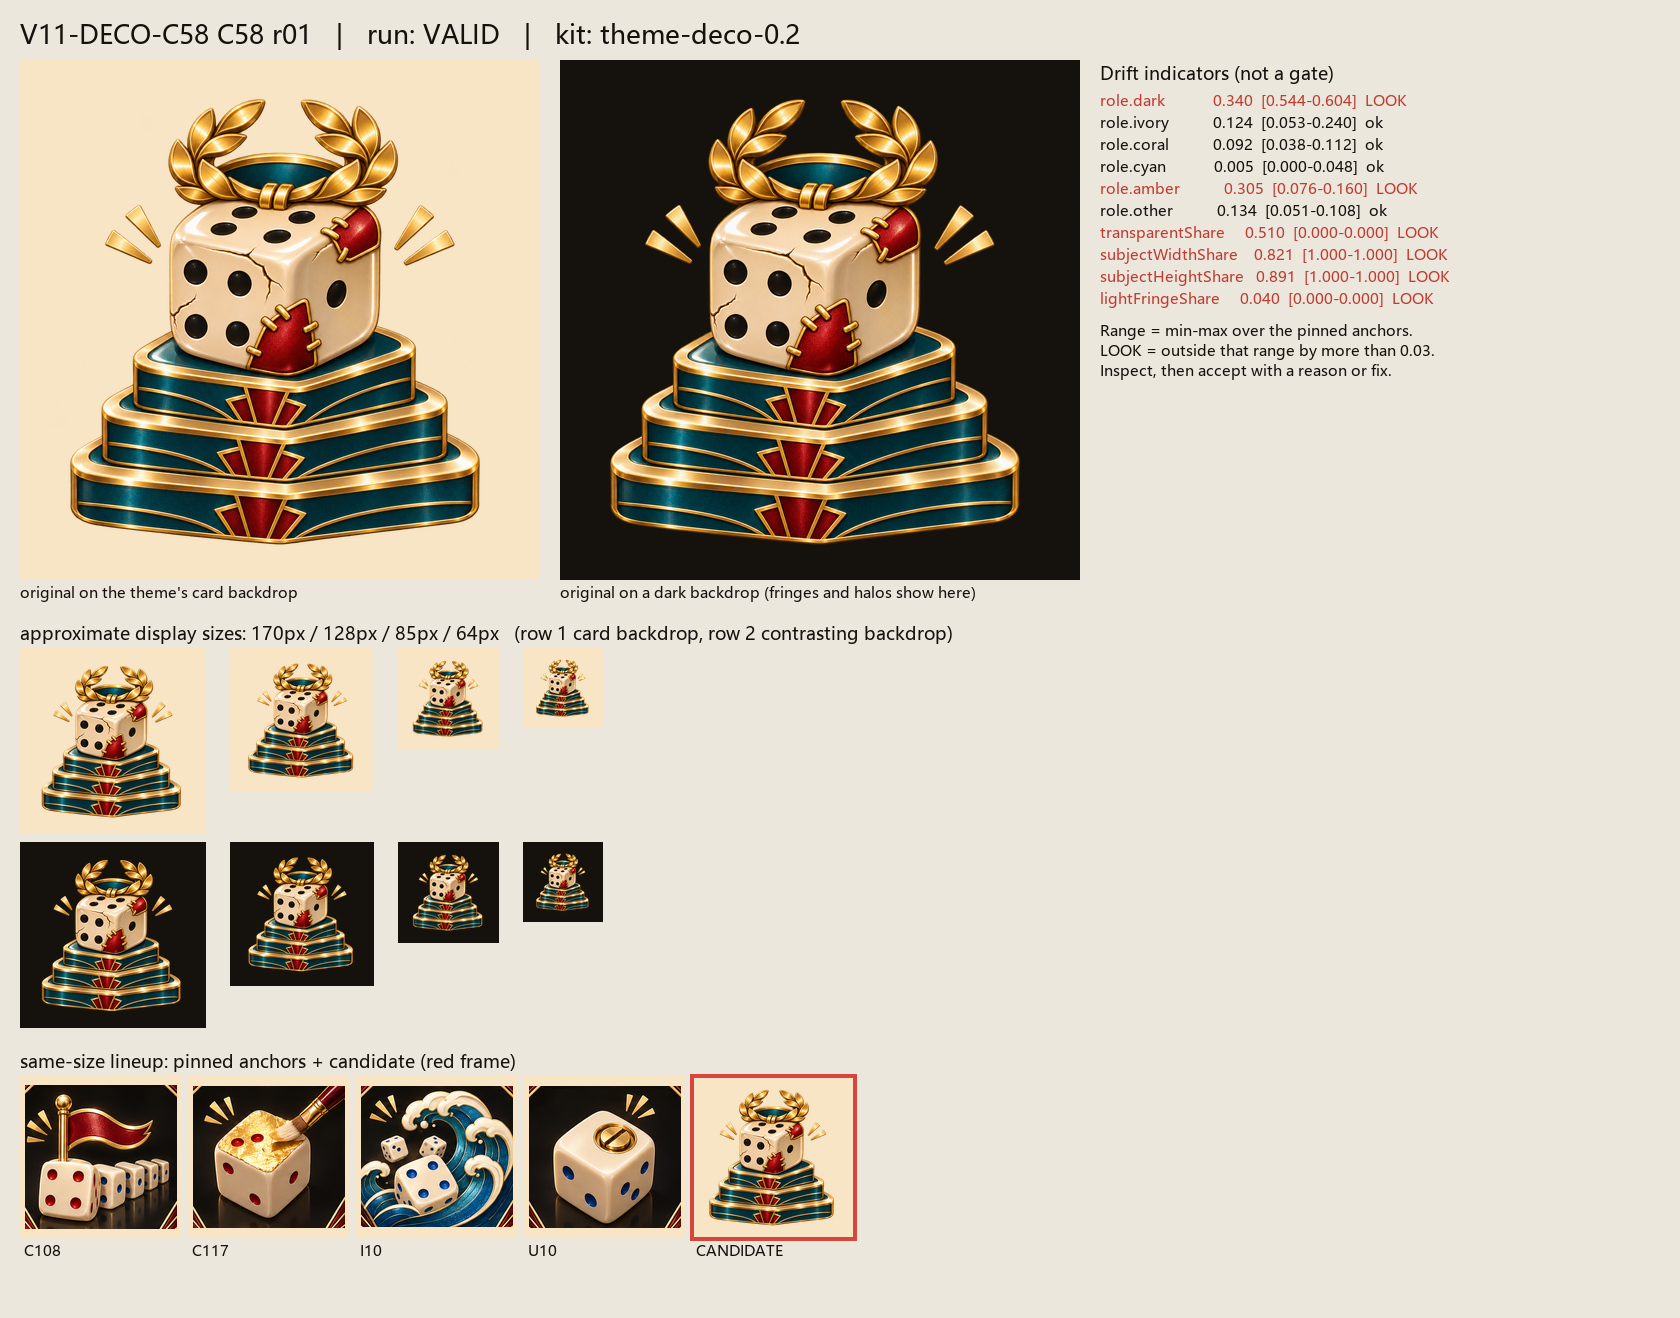 V11-DECO-C58 C58 r01 | run: VALID | kit: theme-deco-0.2
Drift indicators (not a gate)
role.dark 0.340 [0.544-0.604] LOOK
role.ivory 0.124 [0.053-0.240] ok
role.coral 0.092 [0.038-0.112] ok
role.cyan 0.005 [0.000-0.048] ok
role.amber 0.305 [0.076-0.160] LOOK
role.other 0.134 [0.051-0.108] ok
transparentShare 0.510 [0.000-0.000] LOOK
subjectWidthShare 0.821 [1.000-1.000] LOOK
subjectHeightShare 0.891 [1.000-1.000] LOOK
lightFringeShare 0.040 [0.000-0.000] LOOK
Range = min-max over the pinned anchors.
LOOK = outside that range by more than 0.03.
Inspect, then accept with a reason or fix.
original on the theme's card backdrop
original on a dark backdrop (fringes and halos show here)
approximate display sizes: 170px / 128px / 85px / 64px (row 1 card backdrop, row 2 contrasting backdrop)
same-size lineup: pinned anchors + candidate (red frame)
C108
C117
I10
U10
CANDIDATE